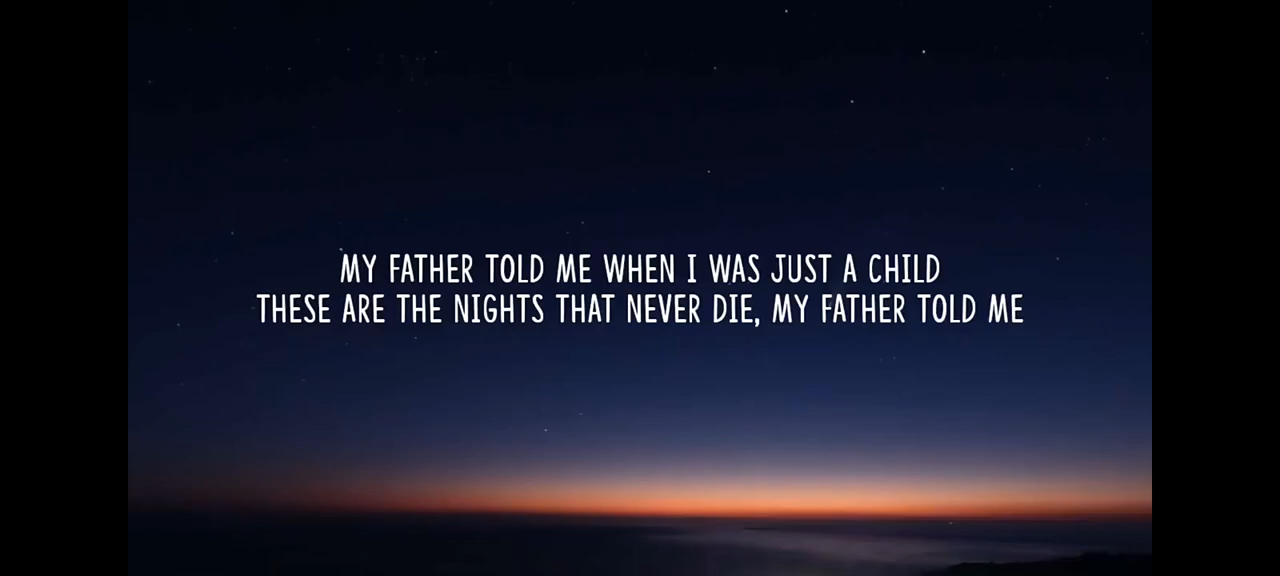 MY FATHER TOLD ME WHEN I WAS JUST A CHILD
THESE ARE THE NIGHTS THAT NEVER DIE, MY FATHER TOLD ME